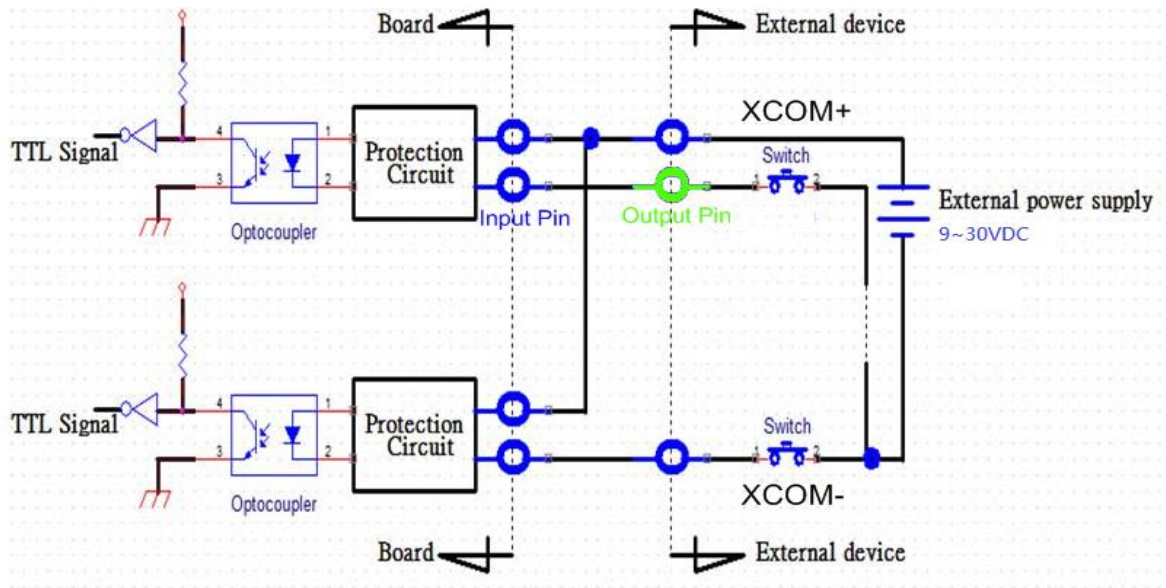 Board
External device
XCOM+
4
1
TTL Signal
Protection
Circuit
Switch
1
2
3
2
External power supply
Input Pin
Output Pin
Optocoupler
9~30VDC
4
1
TTL Signal
Protection
Circuit
Switch
1
2
3
2
Optocoupler
XCOM-
Board
External device